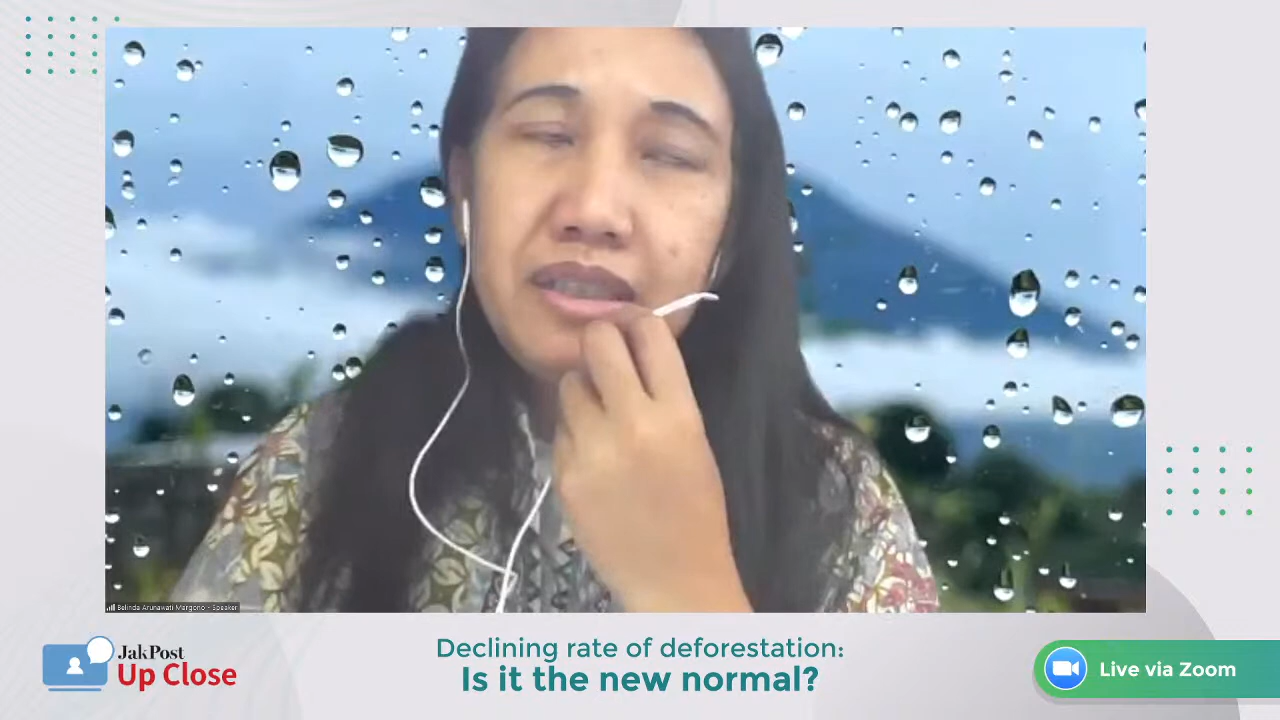 Belinda Arunawati Margono - Speaker
JakPost
Up Close
Declining rate of deforestation:
Is it the new normal?
Live via Zoom